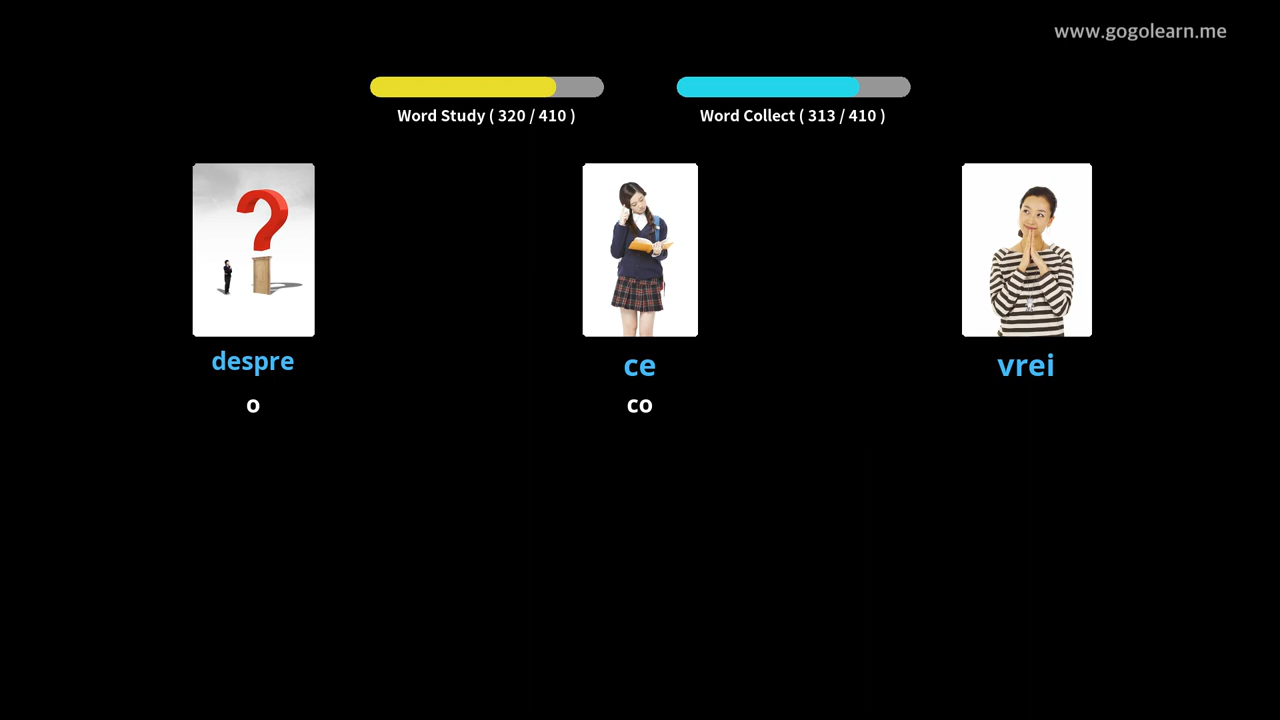 www.gogolearn.me
Word Study ( 320 / 410 )
Word Collect ( 313 / 410 )
despre
ce
vrei
o
co